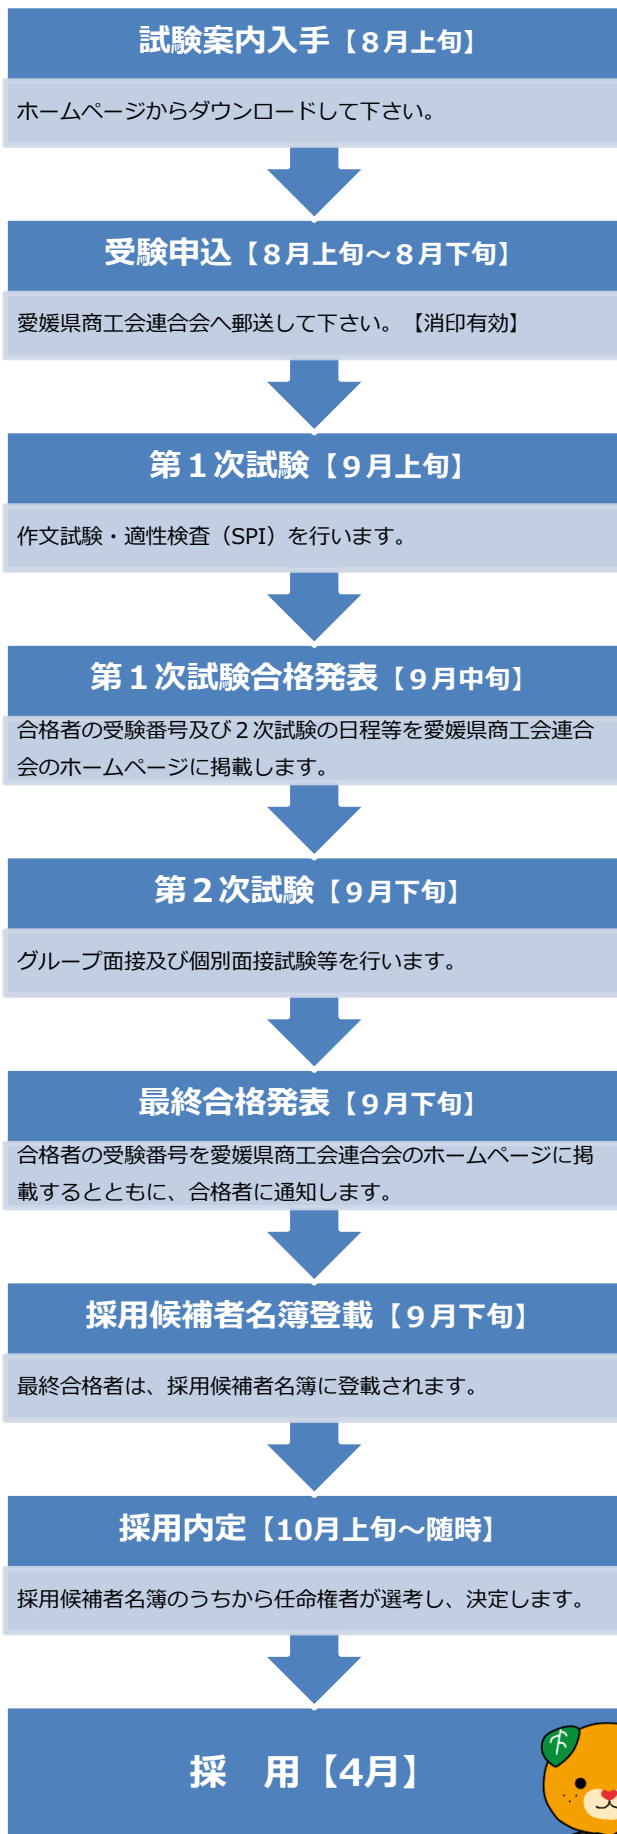 試験案内入手【８月上旬】
ホームページからダウンロードして下さい。
受験申込【８月上旬～８月下旬】
愛媛県商工会連合会へ郵送して下さい。【消印有効】
第１次試験【９月上旬】
作文試験・適性検査（SPI）を行います。
第１次試験合格発表【９月中旬】
合格者の受験番号及び２次試験の日程等を愛媛県商工会連合
会のホームページに掲載します。
第２次試験【９月下旬】
グループ面接及び個別面接試験等を行います。
最終合格発表【９月下旬】
合格者の受験番号を愛媛県商工会連合会のホームページに掲
載するとともに、合格者に通知します。
採用候補者名簿登載【９月下旬】
最終合格者は、採用候補者名簿に登載されます。
採用内定【10月上旬～随時】
採用候補者名簿のうちから任命権者が選考し、決定します。
採　用【4月】